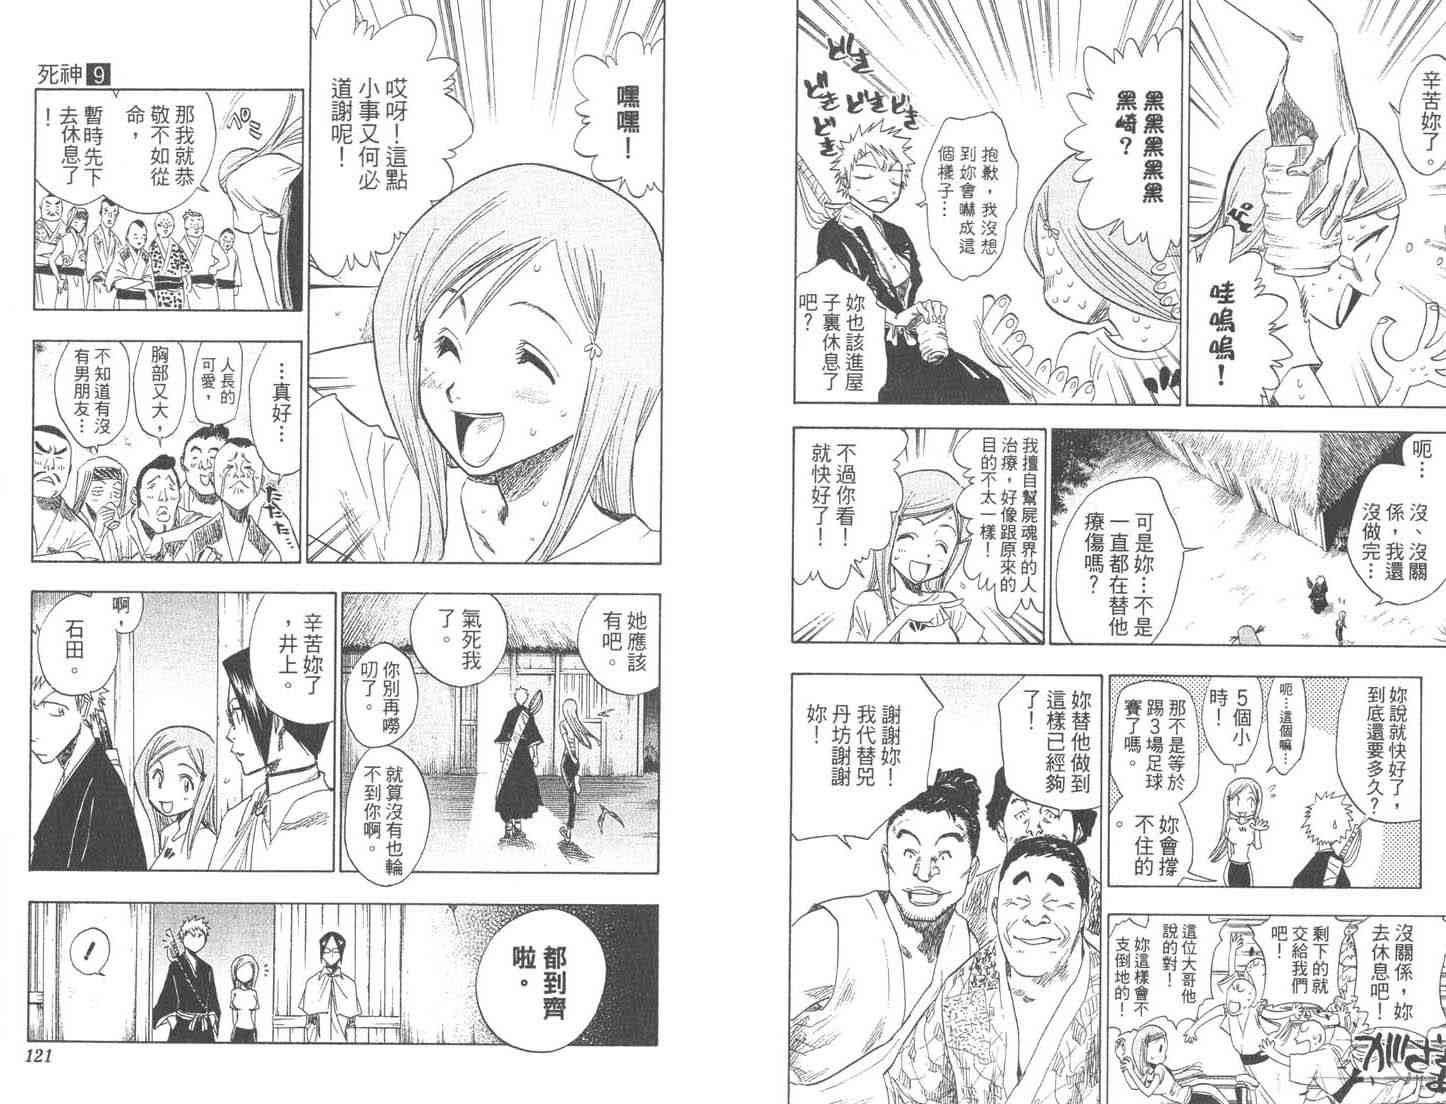 辛苦妳了。
哇嗚嗚！
黑黑黑黑黑
黑崎？
どきどきどきどきどき
抱歉，我沒想
到妳會嚇成這
個樣子…
妳也該進屋
子裏休息了
吧？
呃…
沒、沒關
係，我還
沒做完…
可是妳…不是
一直都在替他
療傷嗎？
我擅自幫屍魂界的人
治療，好像跟原來的
目的不太一樣！
不過你看！
就快好了！
妳說就快好了，
到底還要多久？
呃…這個嘛…
5個小
時！
那不是等於
踢3場足球
賽了嗎。
妳會撐
不住的
。
沒關係，妳
去休息吧！
剩下的就
交給我們
吧！
這位大哥他
說的對！
妳這樣會不
支倒地的！
妳替他做到
這樣已經夠
了！
謝謝妳！
我代替兕
丹坊謝謝
妳！
死神9
嘿嘿！
哎呀！這點
小事又何必
道謝呢！
ペコ
那我就恭
敬不如從
命，
暫時先下
去休息了
！
…真好…
人長的
可愛，
胸部又大，
不知道有沒
有男朋友…
她應該
有吧。
氣死我
了。
你別再嘮
叨了。
就算沒有也輪
不到你啊。
辛苦妳了
，井上。
啊，
石田。
都到齊
啦。
！
121